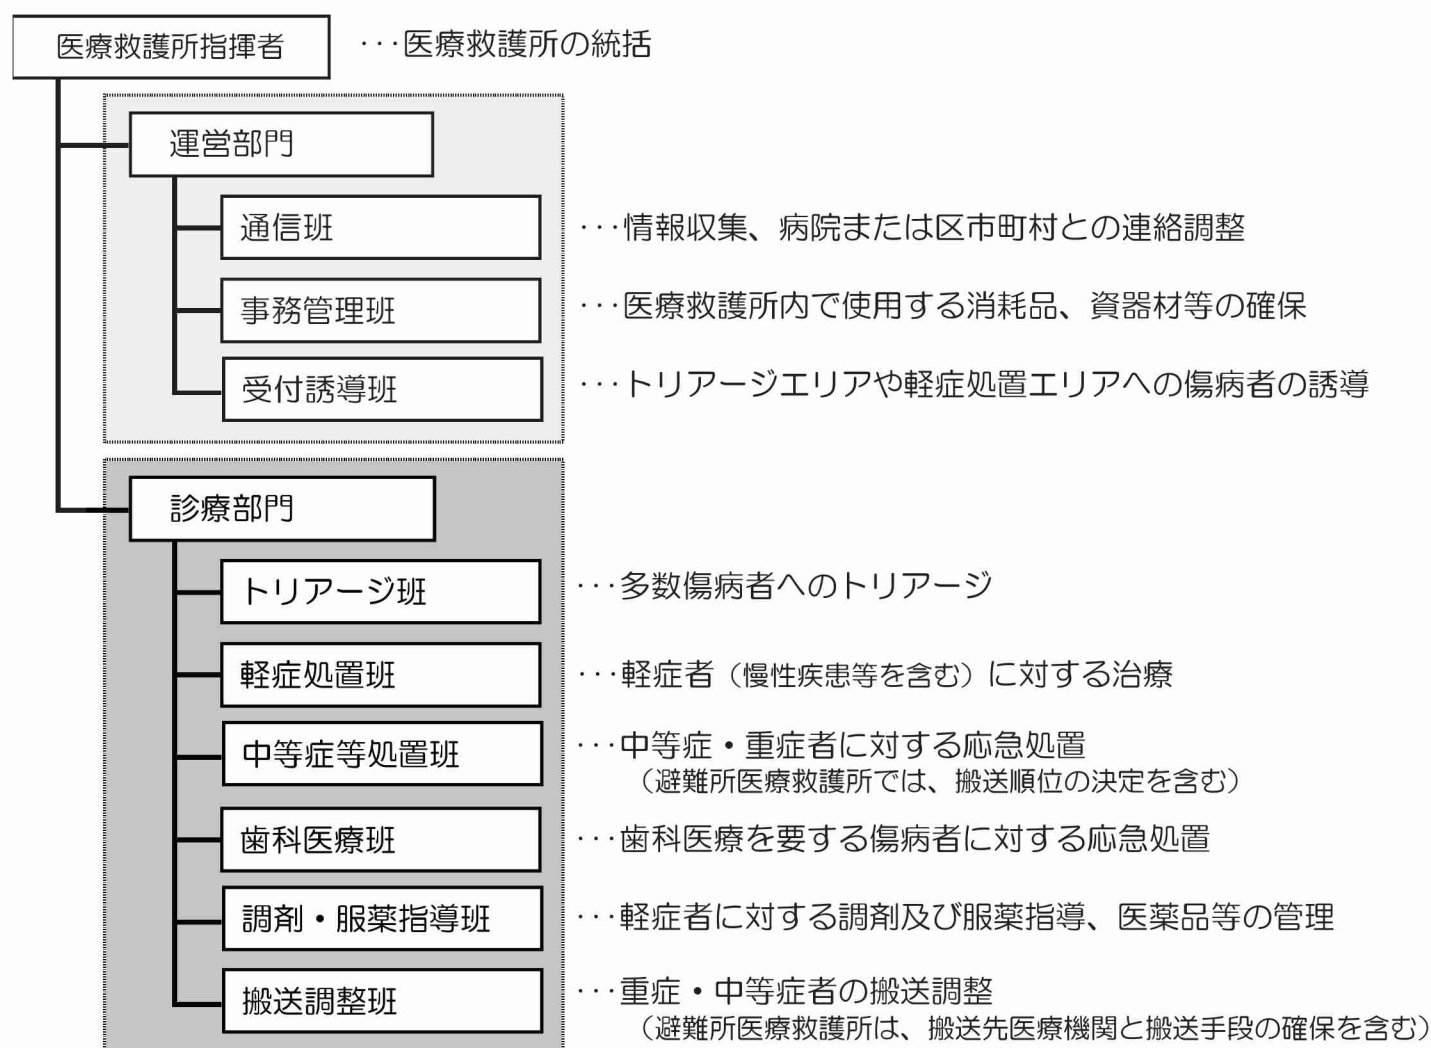 医療救護所指揮者 ･･･医療救護所の統括
運営部門
通信班 ･･･情報収集、病院または区市町村との連絡調整
事務管理班 ･･･医療救護所内で使用する消耗品、資器材等の確保
受付誘導班 ･･･トリアージエリアや軽症処置エリアへの傷病者の誘導
診療部門
トリアージ班 ･･･多数傷病者へのトリアージ
軽症処置班 ･･･軽症者（慢性疾患等を含む）に対する治療
中等症等処置班 ･･･中等症・重症者に対する応急処置
（避難所医療救護所では、搬送順位の決定を含む）
歯科医療班 ･･･歯科医療を要する傷病者に対する応急処置
調剤・服薬指導班 ･･･軽症者に対する調剤及び服薬指導、医薬品等の管理
搬送調整班 ･･･重症・中等症者の搬送調整
（避難所医療救護所は、搬送先医療機関と搬送手段の確保を含む）